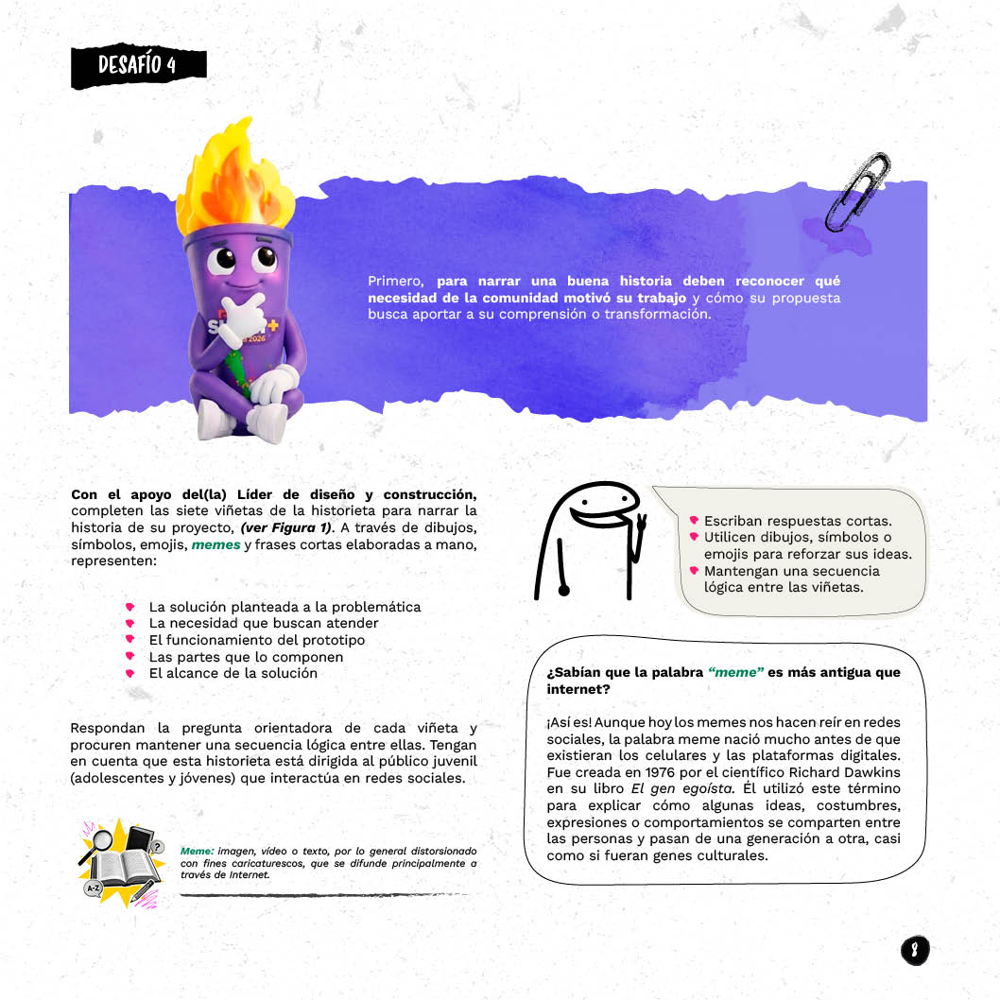 DESAFÍO 4
Primero, para narrar una buena historia deben reconocer qué
necesidad de la comunidad motivó su trabajo y cómo su propuesta
busca aportar a su comprensión o transformación.
Con el apoyo del(la) Líder de diseño y construcción,
completen las siete viñetas de la historieta para narrar la
historia de su proyecto, (ver Figura 1). A través de dibujos,
símbolos, emojis, memes y frases cortas elaboradas a mano,
representen:
La solución planteada a la problemática
La necesidad que buscan atender
El funcionamiento del prototipo
Las partes que lo componen
El alcance de la solución
Respondan la pregunta orientadora de cada viñeta y
procuren mantener una secuencia lógica entre ellas. Tengan
en cuenta que esta historieta está dirigida al público juvenil
(adolescentes y jóvenes) que interactúa en redes sociales.
A-Z
?
Meme: imagen, vídeo o texto, por lo general distorsionado
con fines caricaturescos, que se difunde principalmente a
través de Internet.
Escriban respuestas cortas.
Utilicen dibujos, símbolos o
emojis para reforzar sus ideas.
Mantengan una secuencia
lógica entre las viñetas.
¿Sabían que la palabra “meme” es más antigua que
internet?
¡Así es! Aunque hoy los memes nos hacen reír en redes
sociales, la palabra meme nació mucho antes de que
existieran los celulares y las plataformas digitales.
Fue creada en 1976 por el científico Richard Dawkins
en su libro El gen egoísta. Él utilizó este término
para explicar cómo algunas ideas, costumbres,
expresiones o comportamientos se comparten entre
las personas y pasan de una generación a otra, casi
como si fueran genes culturales.
8